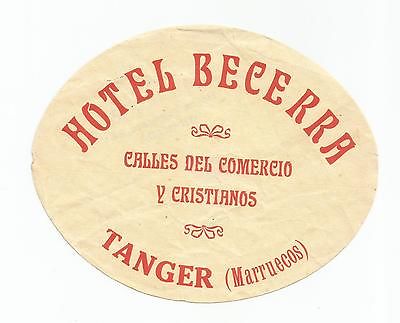 HOTEL BECERRA
CALLES DEL COMERCIO
Y CRISTIANOS
TANGER (Marruecos)